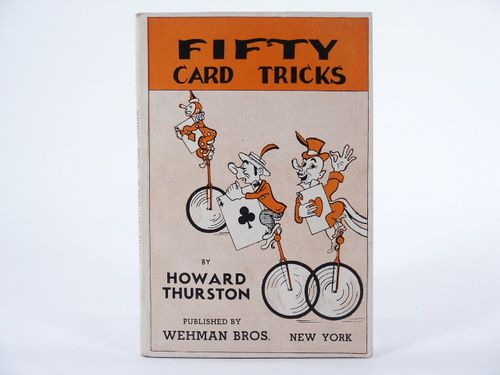 FIFTY
CARD TRICKS
BY
HOWARD
THURSTON
PUBLISHED BY
WEHMAN BROS. NEW YORK